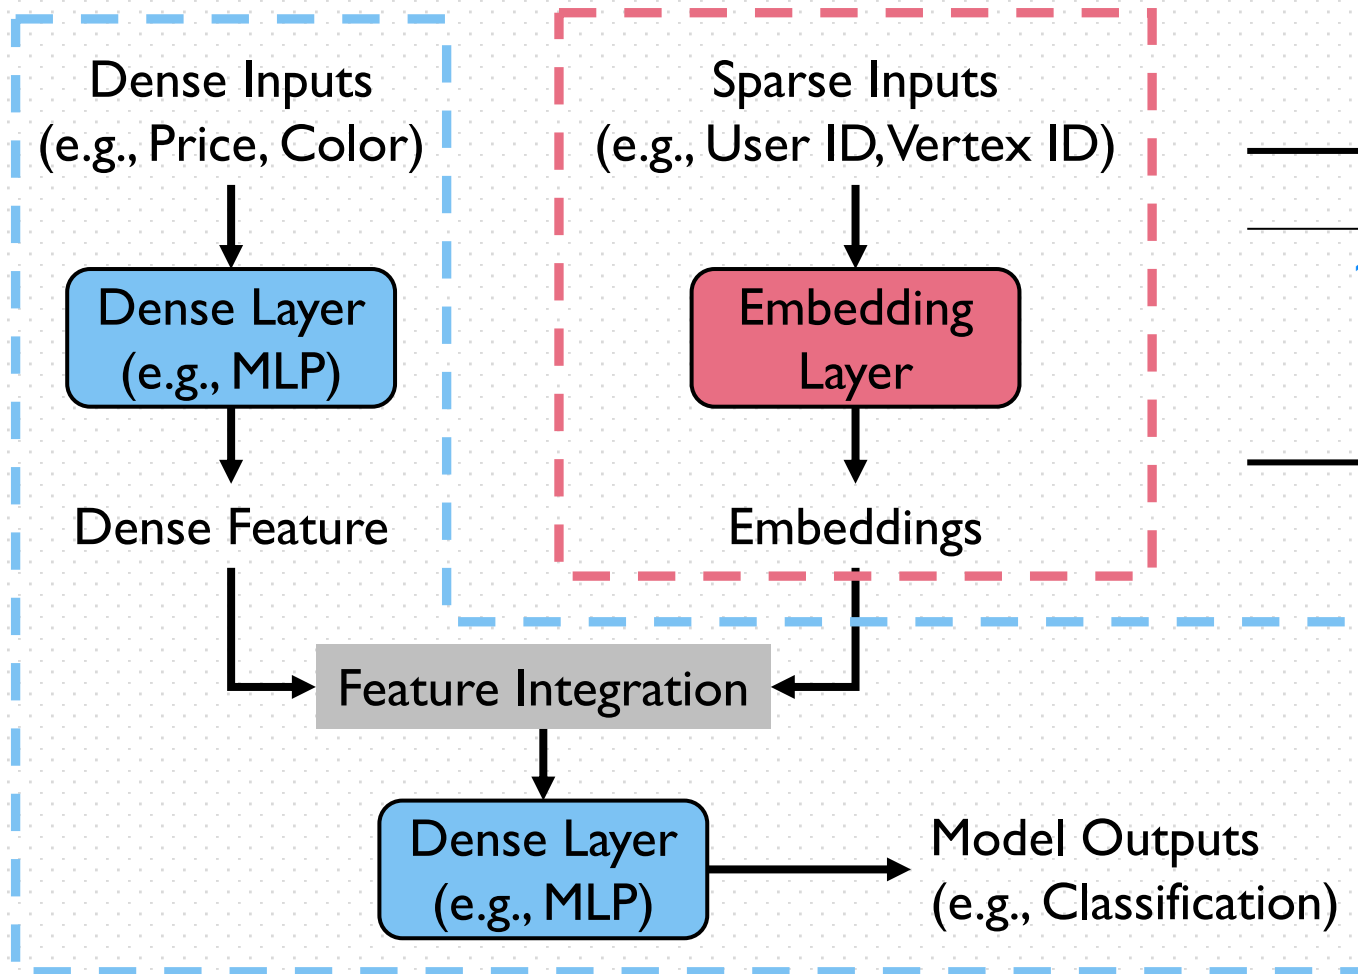 Dense Inputs
(e.g., Price, Color)
Sparse Inputs
(e.g., User ID, Vertex ID)
Dense Layer
(e.g., MLP)
Embedding
Layer
Dense Feature
Embeddings
Feature Integration
Dense Layer
(e.g., MLP)
Model Outputs
(e.g., Classification)